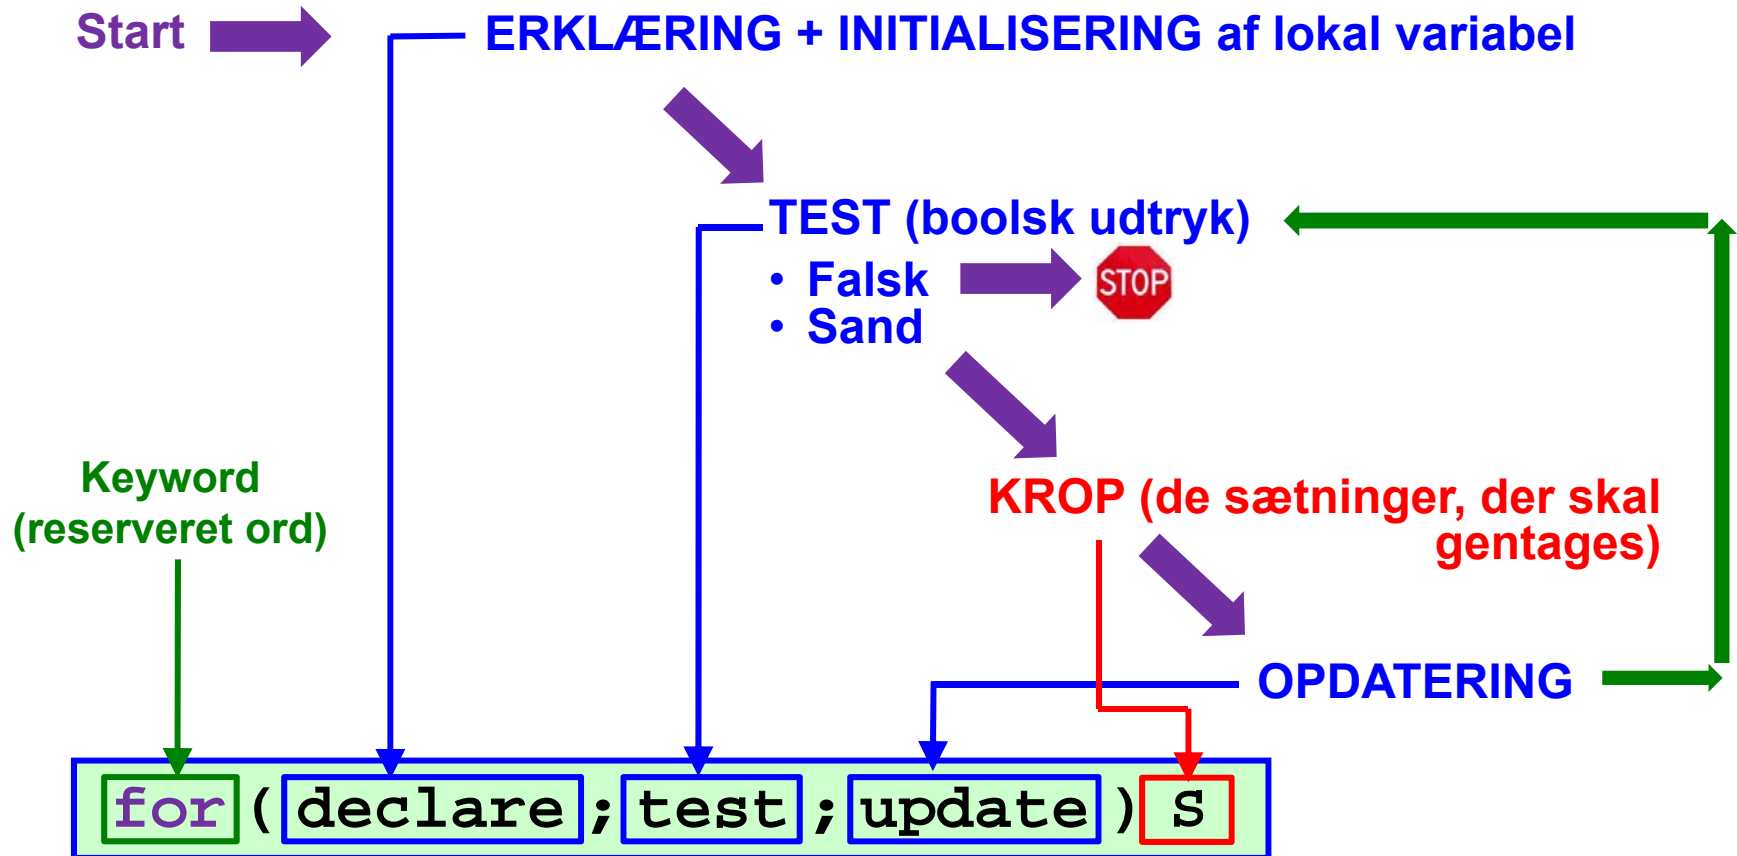 Start
ERKLÆRING + INITIALISERING af lokal variabel
TEST (boolsk udtryk)
• Falsk
STOP
• Sand
Keyword
(reserveret ord)
KROP (de sætninger, der skal
gentages)
OPDATERING
for(declare;test;update) S